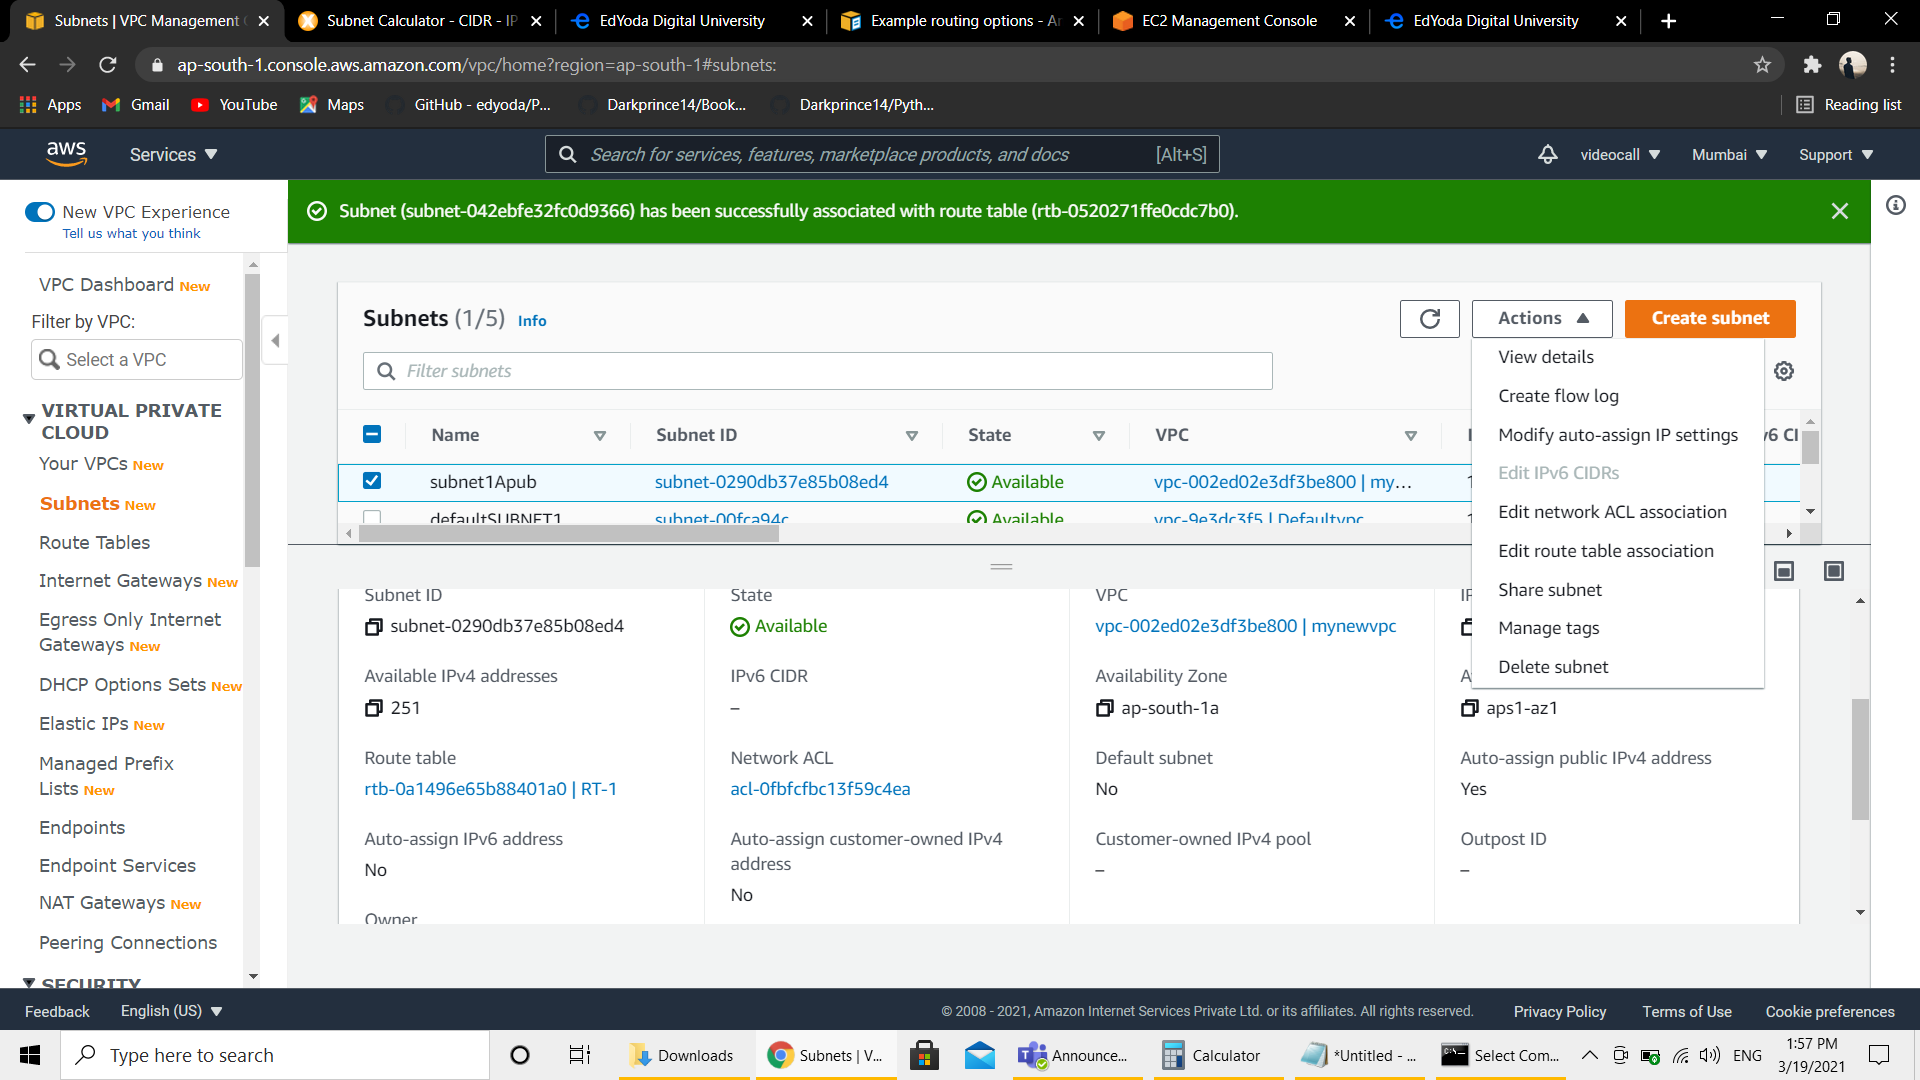 Subnets | VPC Management
Subnet Calculator - CIDR - IP
EdYoda Digital University
Example routing options - A
EC2 Management Console
EdYoda Digital University
ap-south-1.console.aws.amazon.com/vpc/home?region=ap-south-1#subnets:
Apps
Gmail
YouTube
Maps
GitHub - edyoda/P...
Darkprince14/Book...
Darkprince14/Pyth...
Reading list
aws
Services
Search for services, features, marketplace products, and docs
[Alt+S]
videocall
Mumbai
Support
New VPC Experience
Tell us what you think
Subnet (subnet-042ebfe32fc0d9366) has been successfully associated with route table (rtb-0520271ffe0cdc7b0).
VPC Dashboard New
Filter by VPC:
Select a VPC
VIRTUAL PRIVATE
CLOUD
Your VPCs New
Subnets New
Route Tables
Internet Gateways New
Egress Only Internet
Gateways New
DHCP Options Sets New
Elastic IPs New
Managed Prefix
Lists New
Endpoints
Endpoint Services
NAT Gateways New
Peering Connections
SECURITY
Subnets (1/5) Info
Actions
Create subnet
Filter subnets
View details
Create flow log
Modify auto-assign IP settings
Edit IPv6 CIDRs
Edit network ACL association
Edit route table association
Share subnet
Manage tags
Delete subnet
Name
Subnet ID
State
VPC
v6 CI
subnet1Apub
subnet-0290db37e85b08ed4
Available
vpc-002ed02e3df3be800 | my...
defaultSUBNET1
subnet-00fca94c
Available
vpc-9e3dc3f5 | Defaultvpc
Subnet ID
subnet-0290db37e85b08ed4
State
Available
VPC
vpc-002ed02e3df3be800 | mynewvpc
Available IPv4 addresses
251
IPv6 CIDR
–
Availability Zone
ap-south-1a
aps1-az1
Route table
rtb-0a1496e65b88401a0 | RT-1
Network ACL
acl-0fbfcfbc13f59c4ea
Default subnet
No
Auto-assign public IPv4 address
Yes
Auto-assign IPv6 address
No
Auto-assign customer-owned IPv4
address
No
Customer-owned IPv4 pool
–
Outpost ID
–
Owner
Feedback
English (US)
© 2008 - 2021, Amazon Internet Services Private Ltd. or its affiliates. All rights reserved.
Privacy Policy
Terms of Use
Cookie preferences
Type here to search
Downloads
Subnets | V...
Announce...
Calculator
*Untitled - ...
Select Com...
ENG
1:57 PM
3/19/2021